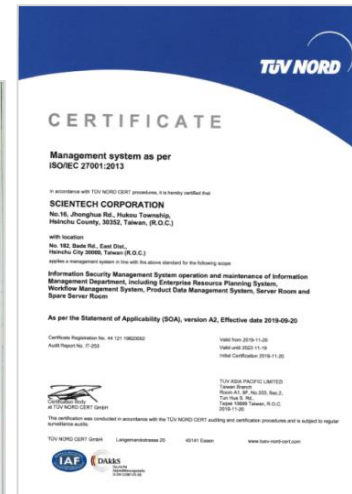 TÜV NORD
CERTIFICATE
Management system as per
ISO/IEC 27001:2013
In accordance with TÜV NORD CERT procedures, it is hereby certified that
SCIENTECH CORPORATION
No.16, Jhonghua Rd., Hukou Township,
Hsinchu County, 30352, Taiwan, (R.O.C.)
with location
No. 182, Bade Rd., East Dist.,
Hsinchu City 30069, Taiwan (R.O.C.)
applies a management system in line with the above standard for the following scope
Information Security Management System operation and maintenance of Information
Management Department, including Enterprise Resource Planning System,
Workflow Management System, Product Data Management System, Server Room and
Spare Server Room
As per the Statement of Applicability (SOA), version A2, Effective date 2019-09-20
Certificate Registration No. 44 121
Audit Report No. IT-253
Valid from 2019-11-20
Valid until 2022-11-19
Initial Certification 2019-11-20
Certification Body
at TÜV NORD CERT GmbH
TÜV ASIA PACIFIC LIMITED
Taiwan Branch
Taipei Taiwan, R.O.C.
2019-11-20
This certification was conducted in accordance with the TÜV NORD CERT auditing and certification procedures and is subject to regular
surveillance audits.
TÜV NORD CERT GmbH Langemarckstrasse 20 45141 Essen www.tuev-nord-cert.com
IAF
DAkkS